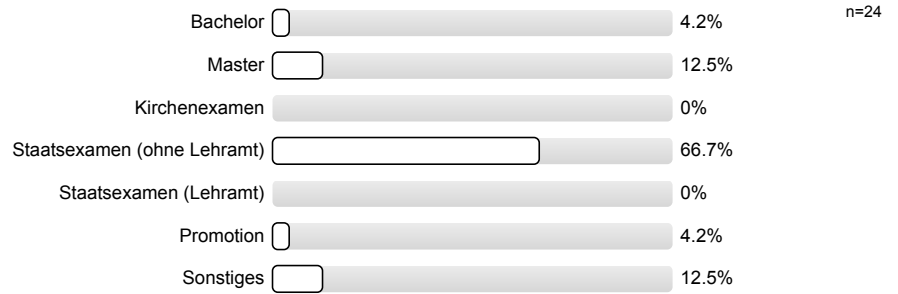 n=24
Bachelor 4.2%
Master 12.5%
Kirchenexamen 0%
Staatsexamen (ohne Lehramt) 66.7%
Staatsexamen (Lehramt) 0%
Promotion 4.2%
Sonstiges 12.5%